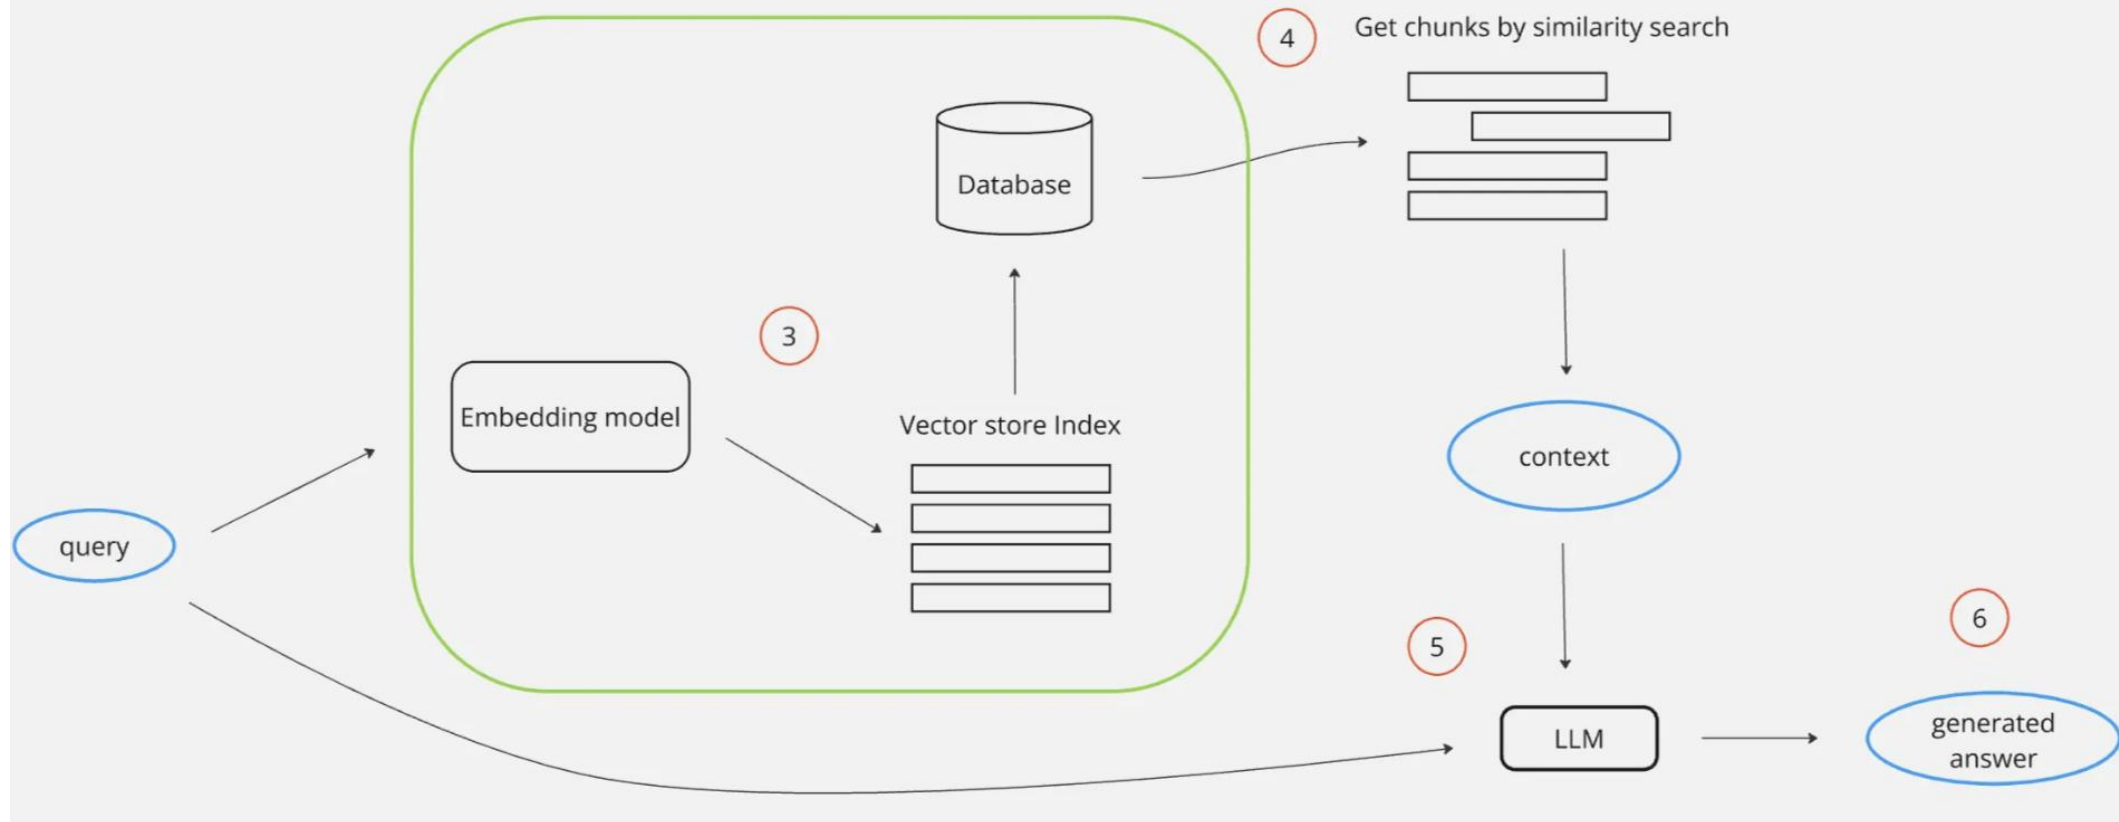 4
Get chunks by similarity search
Database
3
Embedding model
Vector store Index
context
query
5
6
LLM
generated
answer